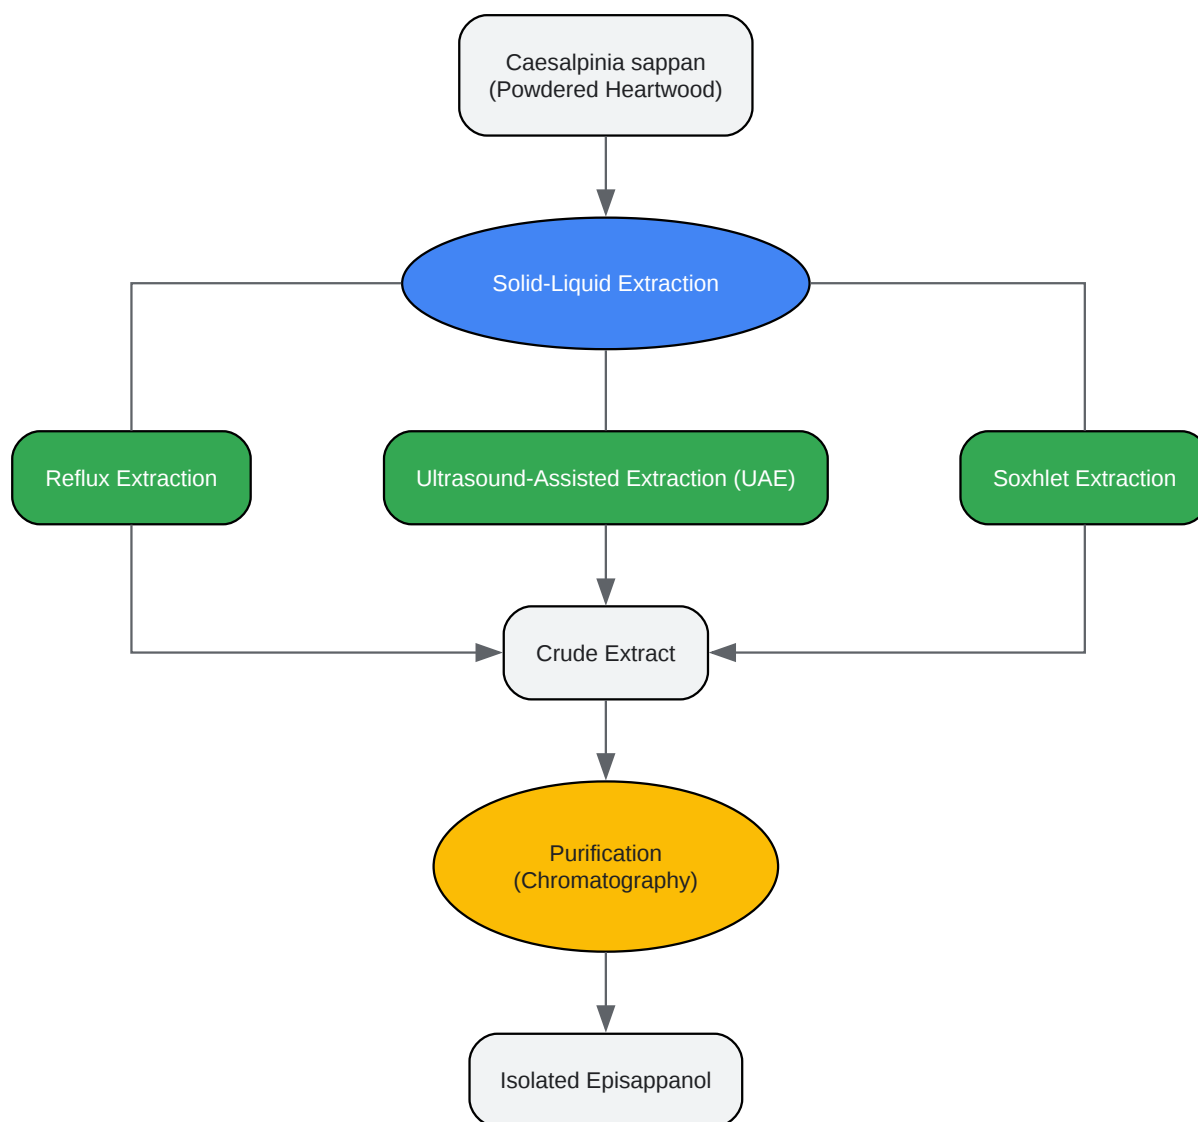 Caesalpinia sappan
(Powdered Heartwood)
Solid-Liquid Extraction
Reflux Extraction
Ultrasound-Assisted Extraction (UAE)
Soxhlet Extraction
Crude Extract
Purification
(Chromatography)
Isolated Episappanol